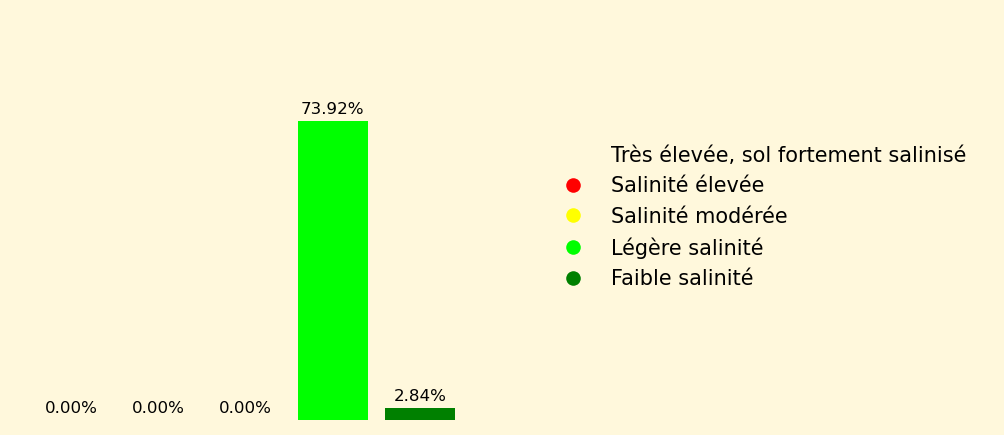 73.92%
0.00%
0.00%
0.00%
2.84%
Très élevée, sol fortement salinisé
Salinité élevée
Salinité modérée
Légère salinité
Faible salinité